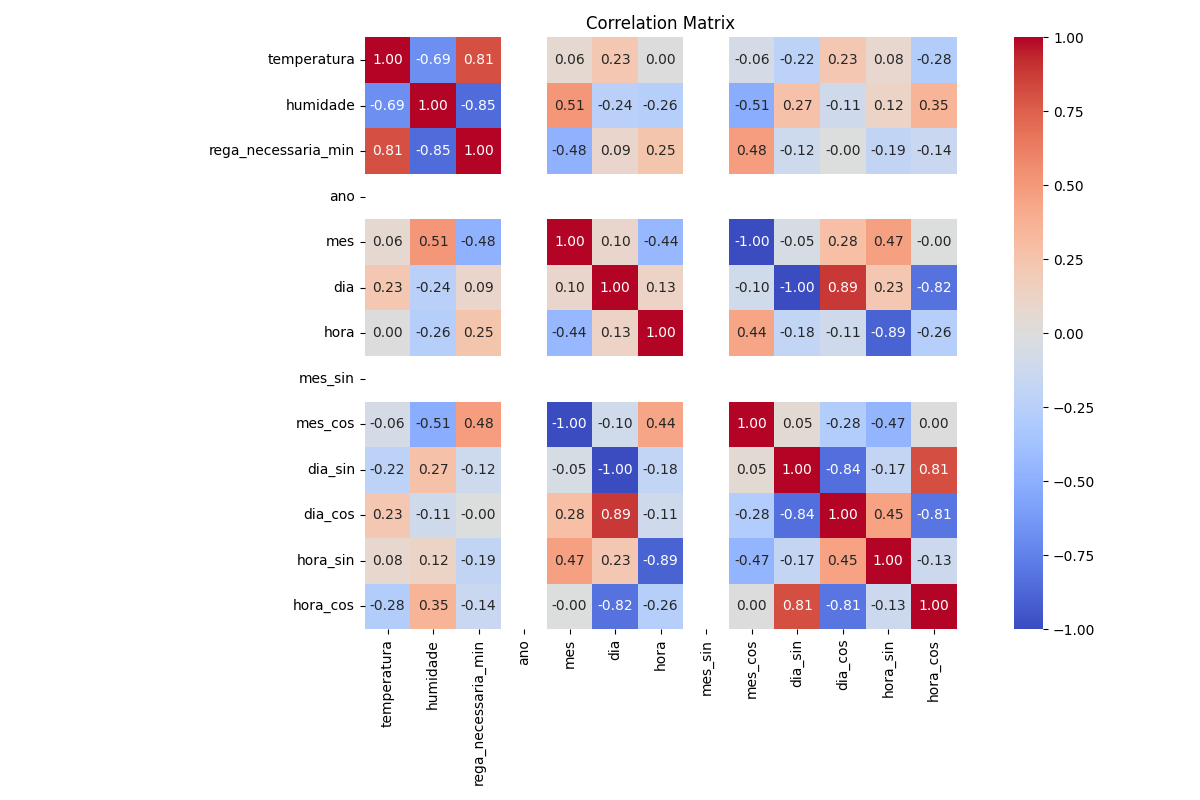 Correlation Matrix
temperatura 1.00 -0.69 0.81 0.06 0.23 0.00 -0.06 -0.22 0.23 0.08 -0.28
humidade -0.69 1.00 -0.85 0.51 -0.24 -0.26 -0.51 0.27 -0.11 0.12 0.35
rega_necessaria_min 0.81 -0.85 1.00 -0.48 0.09 0.25 0.48 -0.12 -0.00 -0.19 -0.14
ano
mes 0.06 0.51 -0.48 1.00 0.10 -0.44 -1.00 -0.05 0.28 0.47 -0.00
dia 0.23 -0.24 0.09 0.10 1.00 0.13 -0.10 -1.00 0.89 0.23 -0.82
hora 0.00 -0.26 0.25 -0.44 0.13 1.00 0.44 -0.18 -0.11 -0.89 -0.26
mes_sin
mes_cos -0.06 -0.51 0.48 -1.00 -0.10 0.44 1.00 0.05 -0.28 -0.47 0.00
dia_sin -0.22 0.27 -0.12 -0.05 -1.00 -0.18 0.05 1.00 -0.84 -0.17 0.81
dia_cos 0.23 -0.11 -0.00 0.28 0.89 -0.11 -0.28 -0.84 1.00 0.45 -0.81
hora_sin 0.08 0.12 -0.19 0.47 0.23 -0.89 -0.47 -0.17 0.45 1.00 -0.13
hora_cos -0.28 0.35 -0.14 -0.00 -0.82 -0.26 0.00 0.81 -0.81 -0.13 1.00
temperatura
humidade
rega_necessaria_min
ano
mes
dia
hora
mes_sin
mes_cos
dia_sin
dia_cos
hora_sin
hora_cos
1.00
0.75
0.50
0.25
0.00
−0.25
−0.50
−0.75
−1.00